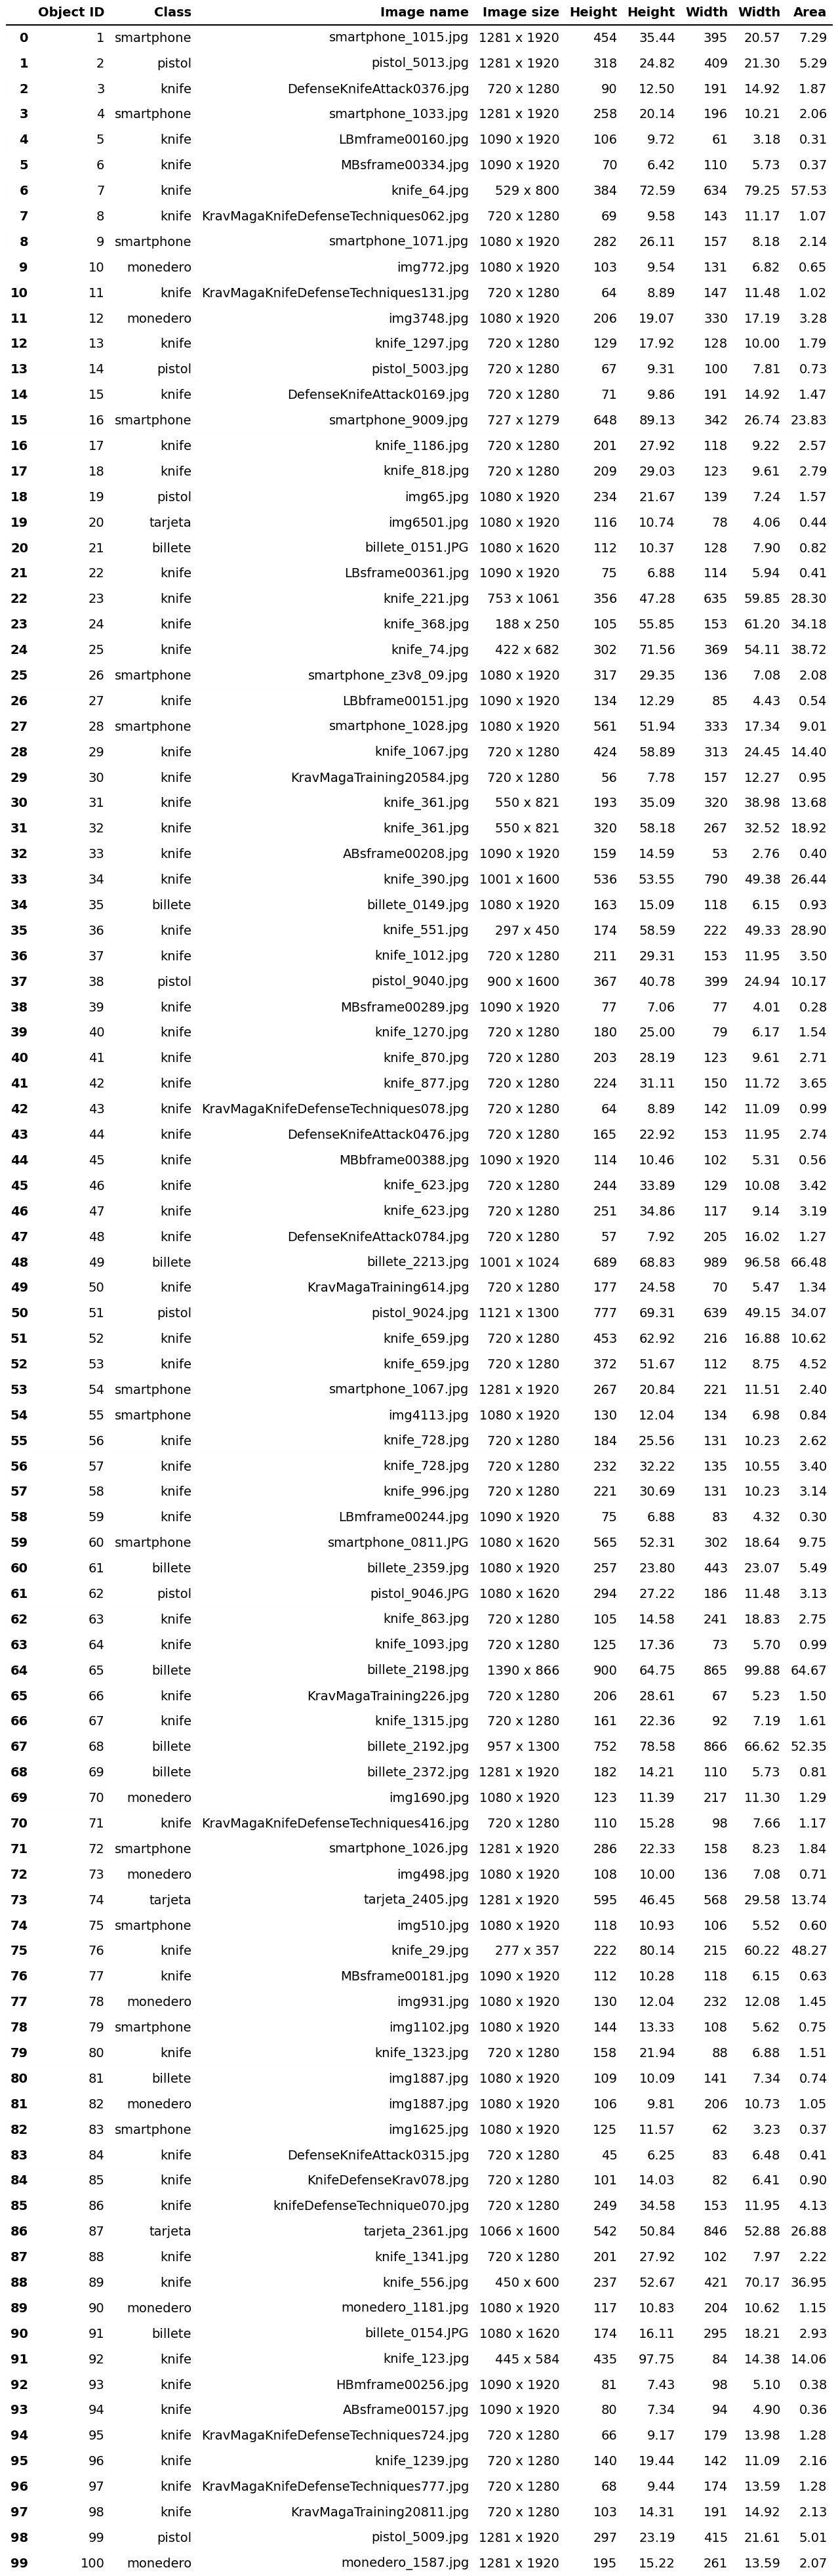 Object ID Class Image name Image size Height Height Width Width Area
0 1 smartphone smartphone_1015.jpg 1281 x 1920 454 35.44 395 20.57 7.29
1 2 pistol pistol_5013.jpg 1281 x 1920 318 24.82 409 21.30 5.29
2 3 knife DefenseKnifeAttack0376.jpg 720 x 1280 90 12.50 191 14.92 1.87
3 4 smartphone smartphone_1033.jpg 1281 x 1920 258 20.14 196 10.21 2.06
4 5 knife LBmframe00160.jpg 1090 x 1920 106 9.72 61 3.18 0.31
5 6 knife MBsframe00334.jpg 1090 x 1920 70 6.42 110 5.73 0.37
6 7 knife knife_64.jpg 529 x 800 384 72.59 634 79.25 57.53
7 8 knife KravMagaKnifeDefenseTechniques062.jpg 720 x 1280 69 9.58 143 11.17 1.07
8 9 smartphone smartphone_1071.jpg 1080 x 1920 282 26.11 157 8.18 2.14
9 10 monedero img772.jpg 1080 x 1920 103 9.54 131 6.82 0.65
10 11 knife KravMagaKnifeDefenseTechniques131.jpg 720 x 1280 64 8.89 147 11.48 1.02
11 12 monedero img3748.jpg 1080 x 1920 206 19.07 330 17.19 3.28
12 13 knife knife_1297.jpg 720 x 1280 129 17.92 128 10.00 1.79
13 14 pistol pistol_5003.jpg 720 x 1280 67 9.31 100 7.81 0.73
14 15 knife DefenseKnifeAttack0169.jpg 720 x 1280 71 9.86 191 14.92 1.47
15 16 smartphone smartphone_9009.jpg 727 x 1279 648 89.13 342 26.74 23.83
16 17 knife knife_1186.jpg 720 x 1280 201 27.92 118 9.22 2.57
17 18 knife knife_818.jpg 720 x 1280 209 29.03 123 9.61 2.79
18 19 pistol img65.jpg 1080 x 1920 234 21.67 139 7.24 1.57
19 20 tarjeta img6501.jpg 1080 x 1920 116 10.74 78 4.06 0.44
20 21 billete billete_0151.JPG 1080 x 1620 112 10.37 128 7.90 0.82
21 22 knife LBsframe00361.jpg 1090 x 1920 75 6.88 114 5.94 0.41
22 23 knife knife_221.jpg 753 x 1061 356 47.28 635 59.85 28.30
23 24 knife knife_368.jpg 188 x 250 105 55.85 153 61.20 34.18
24 25 knife knife_74.jpg 422 x 682 302 71.56 369 54.11 38.72
25 26 smartphone smartphone_z3v8_09.jpg 1080 x 1920 317 29.35 136 7.08 2.08
26 27 knife LBbframe00151.jpg 1090 x 1920 134 12.29 85 4.43 0.54
27 28 smartphone smartphone_1028.jpg 1080 x 1920 561 51.94 333 17.34 9.01
28 29 knife knife_1067.jpg 720 x 1280 424 58.89 313 24.45 14.40
29 30 knife KravMagaTraining20584.jpg 720 x 1280 56 7.78 157 12.27 0.95
30 31 knife knife_361.jpg 550 x 821 193 35.09 320 38.98 13.68
31 32 knife knife_361.jpg 550 x 821 320 58.18 267 32.52 18.92
32 33 knife ABsframe00208.jpg 1090 x 1920 159 14.59 53 2.76 0.40
33 34 knife knife_390.jpg 1001 x 1600 536 53.55 790 49.38 26.44
34 35 billete billete_0149.jpg 1080 x 1920 163 15.09 118 6.15 0.93
35 36 knife knife_551.jpg 297 x 450 174 58.59 222 49.33 28.90
36 37 knife knife_1012.jpg 720 x 1280 211 29.31 153 11.95 3.50
37 38 pistol pistol_9040.jpg 900 x 1600 367 40.78 399 24.94 10.17
38 39 knife MBsframe00289.jpg 1090 x 1920 77 7.06 77 4.01 0.28
39 40 knife knife_1270.jpg 720 x 1280 180 25.00 79 6.17 1.54
40 41 knife knife_870.jpg 720 x 1280 203 28.19 123 9.61 2.71
41 42 knife knife_877.jpg 720 x 1280 224 31.11 150 11.72 3.65
42 43 knife KravMagaKnifeDefenseTechniques078.jpg 720 x 1280 64 8.89 142 11.09 0.99
43 44 knife DefenseKnifeAttack0476.jpg 720 x 1280 165 22.92 153 11.95 2.74
44 45 knife MBbframe00388.jpg 1090 x 1920 114 10.46 102 5.31 0.56
45 46 knife knife_623.jpg 720 x 1280 244 33.89 129 10.08 3.42
46 47 knife knife_623.jpg 720 x 1280 251 34.86 117 9.14 3.19
47 48 knife DefenseKnifeAttack0784.jpg 720 x 1280 57 7.92 205 16.02 1.27
48 49 billete billete_2213.jpg 1001 x 1024 689 68.83 989 96.58 66.48
49 50 knife KravMagaTraining614.jpg 720 x 1280 177 24.58 70 5.47 1.34
50 51 pistol pistol_9024.jpg 1121 x 1300 777 69.31 639 49.15 34.07
51 52 knife knife_659.jpg 720 x 1280 453 62.92 216 16.88 10.62
52 53 knife knife_659.jpg 720 x 1280 372 51.67 112 8.75 4.52
53 54 smartphone smartphone_1067.jpg 1281 x 1920 267 20.84 221 11.51 2.40
54 55 smartphone img4113.jpg 1080 x 1920 130 12.04 134 6.98 0.84
55 56 knife knife_728.jpg 720 x 1280 184 25.56 131 10.23 2.62
56 57 knife knife_728.jpg 720 x 1280 232 32.22 135 10.55 3.40
57 58 knife knife_996.jpg 720 x 1280 221 30.69 131 10.23 3.14
58 59 knife LBmframe00244.jpg 1090 x 1920 75 6.88 83 4.32 0.30
59 60 smartphone smartphone_0811.JPG 1080 x 1620 565 52.31 302 18.64 9.75
60 61 billete billete_2359.jpg 1080 x 1920 257 23.80 443 23.07 5.49
61 62 pistol pistol_9046.JPG 1080 x 1620 294 27.22 186 11.48 3.13
62 63 knife knife_863.jpg 720 x 1280 105 14.58 241 18.83 2.75
63 64 knife knife_1093.jpg 720 x 1280 125 17.36 73 5.70 0.99
64 65 billete billete_2198.jpg 1390 x 866 900 64.75 865 99.88 64.67
65 66 knife KravMagaTraining226.jpg 720 x 1280 206 28.61 67 5.23 1.50
66 67 knife knife_1315.jpg 720 x 1280 161 22.36 92 7.19 1.61
67 68 billete billete_2192.jpg 957 x 1300 752 78.58 866 66.62 52.35
68 69 billete billete_2372.jpg 1281 x 1920 182 14.21 110 5.73 0.81
69 70 monedero img1690.jpg 1080 x 1920 123 11.39 217 11.30 1.29
70 71 knife KravMagaKnifeDefenseTechniques416.jpg 720 x 1280 110 15.28 98 7.66 1.17
71 72 smartphone smartphone_1026.jpg 1281 x 1920 286 22.33 158 8.23 1.84
72 73 monedero img498.jpg 1080 x 1920 108 10.00 136 7.08 0.71
73 74 tarjeta tarjeta_2405.jpg 1281 x 1920 595 46.45 568 29.58 13.74
74 75 smartphone img510.jpg 1080 x 1920 118 10.93 106 5.52 0.60
75 76 knife knife_29.jpg 277 x 357 222 80.14 215 60.22 48.27
76 77 knife MBsframe00181.jpg 1090 x 1920 112 10.28 118 6.15 0.63
77 78 monedero img931.jpg 1080 x 1920 130 12.04 232 12.08 1.45
78 79 smartphone img1102.jpg 1080 x 1920 144 13.33 108 5.62 0.75
79 80 knife knife_1323.jpg 720 x 1280 158 21.94 88 6.88 1.51
80 81 billete img1887.jpg 1080 x 1920 109 10.09 141 7.34 0.74
81 82 monedero img1887.jpg 1080 x 1920 106 9.81 206 10.73 1.05
82 83 smartphone img1625.jpg 1080 x 1920 125 11.57 62 3.23 0.37
83 84 knife DefenseKnifeAttack0315.jpg 720 x 1280 45 6.25 83 6.48 0.41
84 85 knife KnifeDefenseKrav078.jpg 720 x 1280 101 14.03 82 6.41 0.90
85 86 knife knifeDefenseTechnique070.jpg 720 x 1280 249 34.58 153 11.95 4.13
86 87 tarjeta tarjeta_2361.jpg 1066 x 1600 542 50.84 846 52.88 26.88
87 88 knife knife_1341.jpg 720 x 1280 201 27.92 102 7.97 2.22
88 89 knife knife_556.jpg 450 x 600 237 52.67 421 70.17 36.95
89 90 monedero monedero_1181.jpg 1080 x 1920 117 10.83 204 10.62 1.15
90 91 billete billete_0154.JPG 1080 x 1620 174 16.11 295 18.21 2.93
91 92 knife knife_123.jpg 445 x 584 435 97.75 84 14.38 14.06
92 93 knife HBmframe00256.jpg 1090 x 1920 81 7.43 98 5.10 0.38
93 94 knife ABsframe00157.jpg 1090 x 1920 80 7.34 94 4.90 0.36
94 95 knife KravMagaKnifeDefenseTechniques724.jpg 720 x 1280 66 9.17 179 13.98 1.28
95 96 knife knife_1239.jpg 720 x 1280 140 19.44 142 11.09 2.16
96 97 knife KravMagaKnifeDefenseTechniques777.jpg 720 x 1280 68 9.44 174 13.59 1.28
97 98 knife KravMagaTraining20811.jpg 720 x 1280 103 14.31 191 14.92 2.13
98 99 pistol pistol_5009.jpg 1281 x 1920 297 23.19 415 21.61 5.01
99 100 monedero monedero_1587.jpg 1281 x 1920 195 15.22 261 13.59 2.07